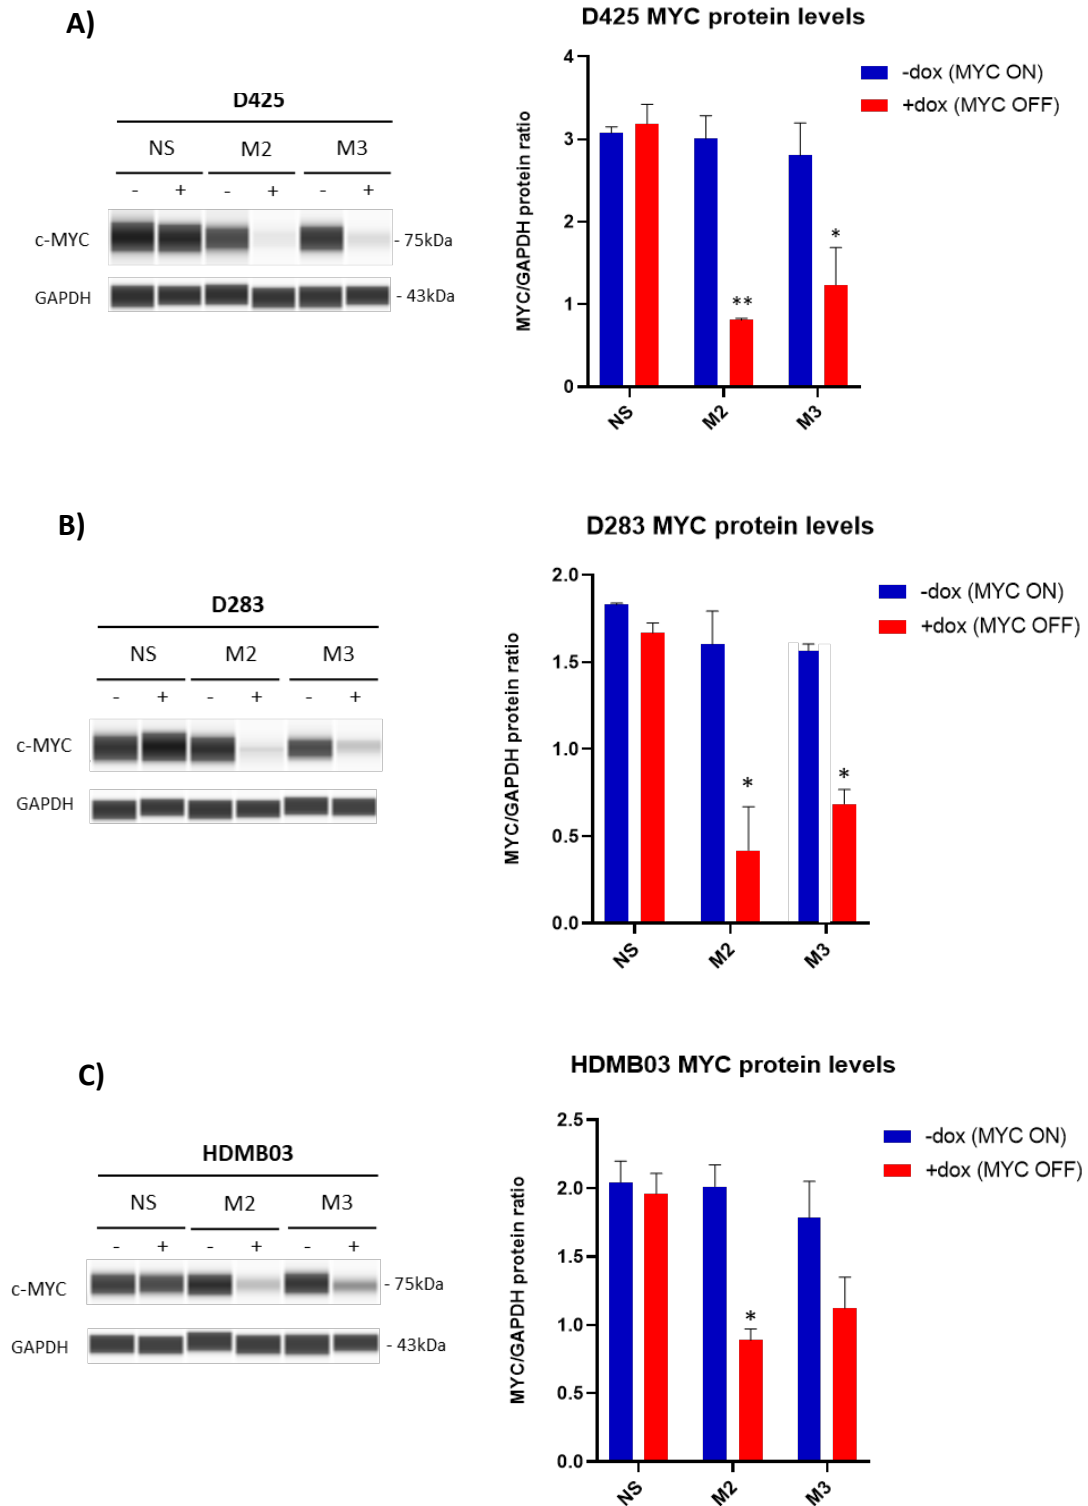 A)
D425
NS M2 M3
- + - + - +
c-MYC - 75kDa
GAPDH - 43kDa
D425 MYC protein levels
MYC/GAPDH protein ratio
4
3
2
1
0
** *
NS M2 M3
-dox (MYC ON)
+dox (MYC OFF)
B)
D283
NS M2 M3
- + - + - +
c-MYC
GAPDH
D283 MYC protein levels
MYC/GAPDH protein ratio
2.0
1.5
1.0
0.5
0.0
* *
NS M2 M3
-dox (MYC ON)
+dox (MYC OFF)
C)
HDMB03
NS M2 M3
- + - + - +
c-MYC - 75kDa
GAPDH - 43kDa
HDMB03 MYC protein levels
MYC/GAPDH protein ratio
2.5
2.0
1.5
1.0
0.5
0.0
*
NS M2 M3
-dox (MYC ON)
+dox (MYC OFF)